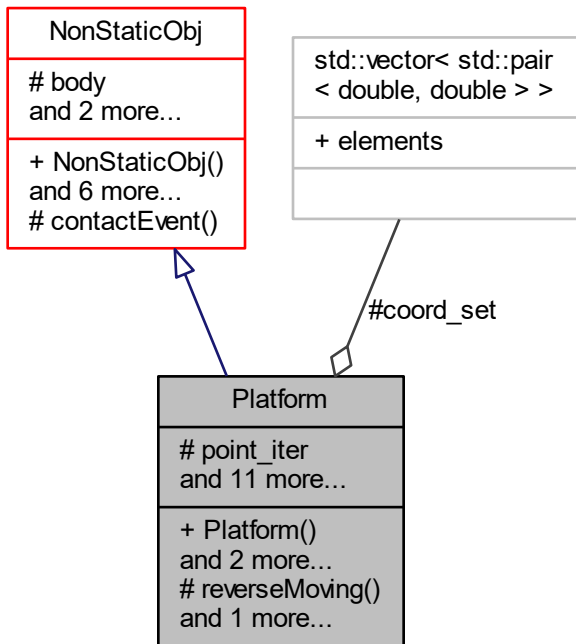 NonStaticObj
# body
and 2 more...
+ NonStaticObj()
and 6 more...
# contactEvent()
std::vector< std::pair
< double, double > >
+ elements
#coord_set
Platform
# point_iter
and 11 more...
+ Platform()
and 2 more...
# reverseMoving()
and 1 more...